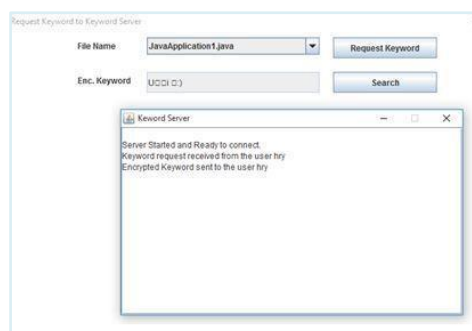 Request Keyword to Keyword Server
File Name JavaApplication1.java Request Keyword
Enc. Keyword U□□i □:) Search
Keword Server
Server Started and Ready to connect.
Keyword request received from the user hry
Encrypted Keyword sent to the user hry